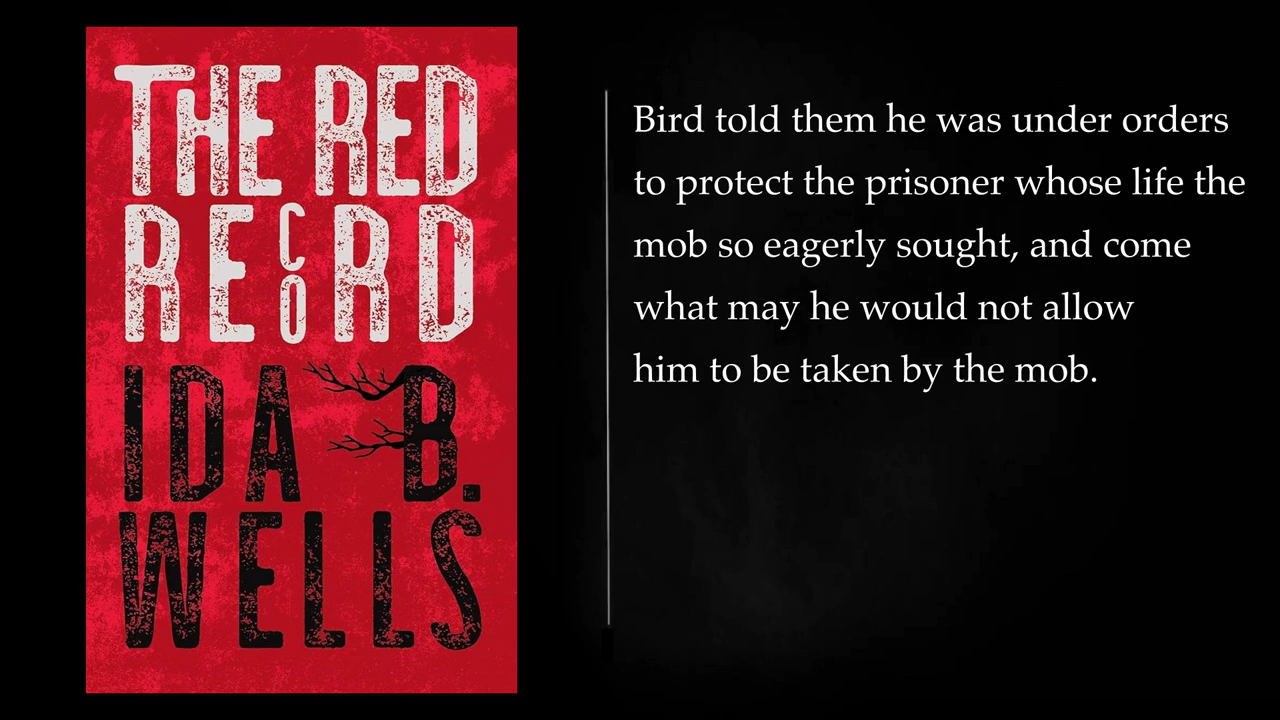 THE RED
RECORD
IDA B.
WELLS
Bird told them he was under orders
to protect the prisoner whose life the
mob so eagerly sought, and come
what may he would not allow
him to be taken by the mob.